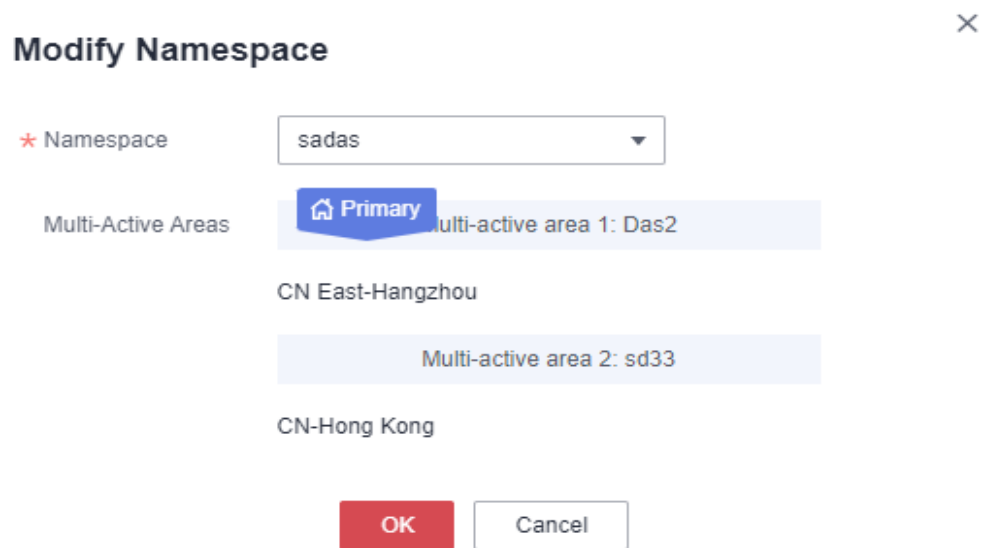 Modify Namespace
* Namespace sadas
Multi-Active Areas Primary ulti-active area 1: Das2
CN East-Hangzhou
Multi-active area 2: sd33
CN-Hong Kong
OK Cancel